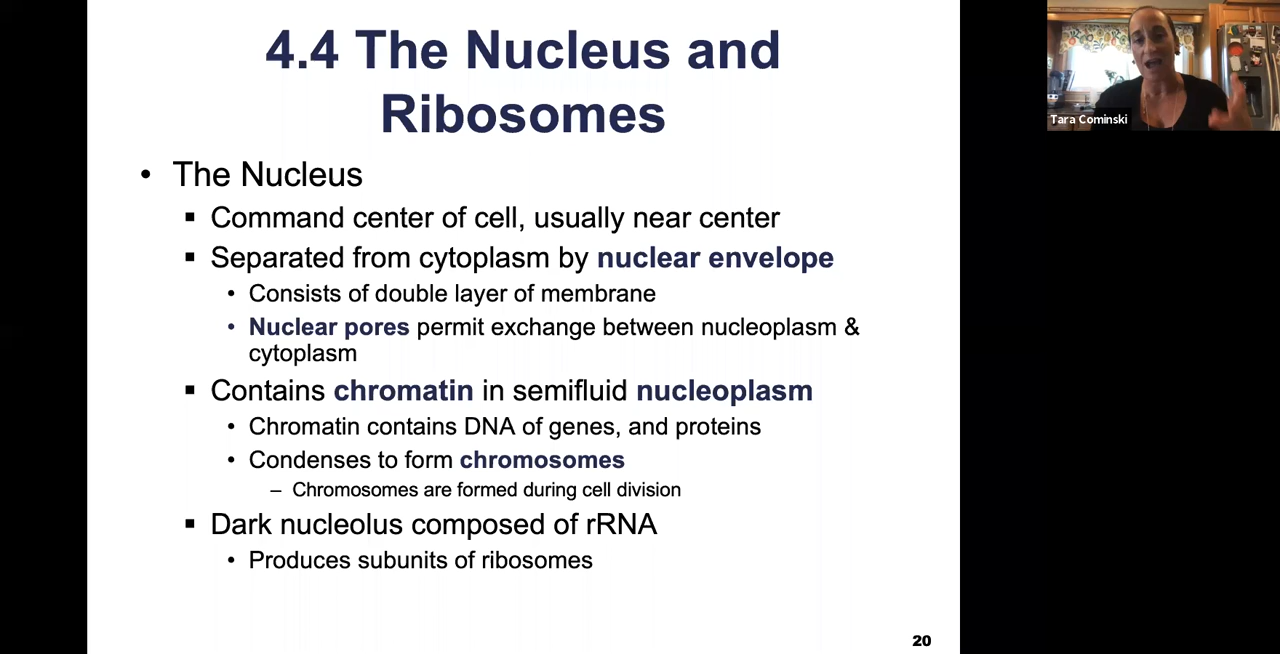 4.4 The Nucleus and
Ribosomes
• The Nucleus
▪ Command center of cell, usually near center
▪ Separated from cytoplasm by nuclear envelope
• Consists of double layer of membrane
• Nuclear pores permit exchange between nucleoplasm &
cytoplasm
▪ Contains chromatin in semifluid nucleoplasm
• Chromatin contains DNA of genes, and proteins
• Condenses to form chromosomes
– Chromosomes are formed during cell division
▪ Dark nucleolus composed of rRNA
• Produces subunits of ribosomes
20
Tara Cominski